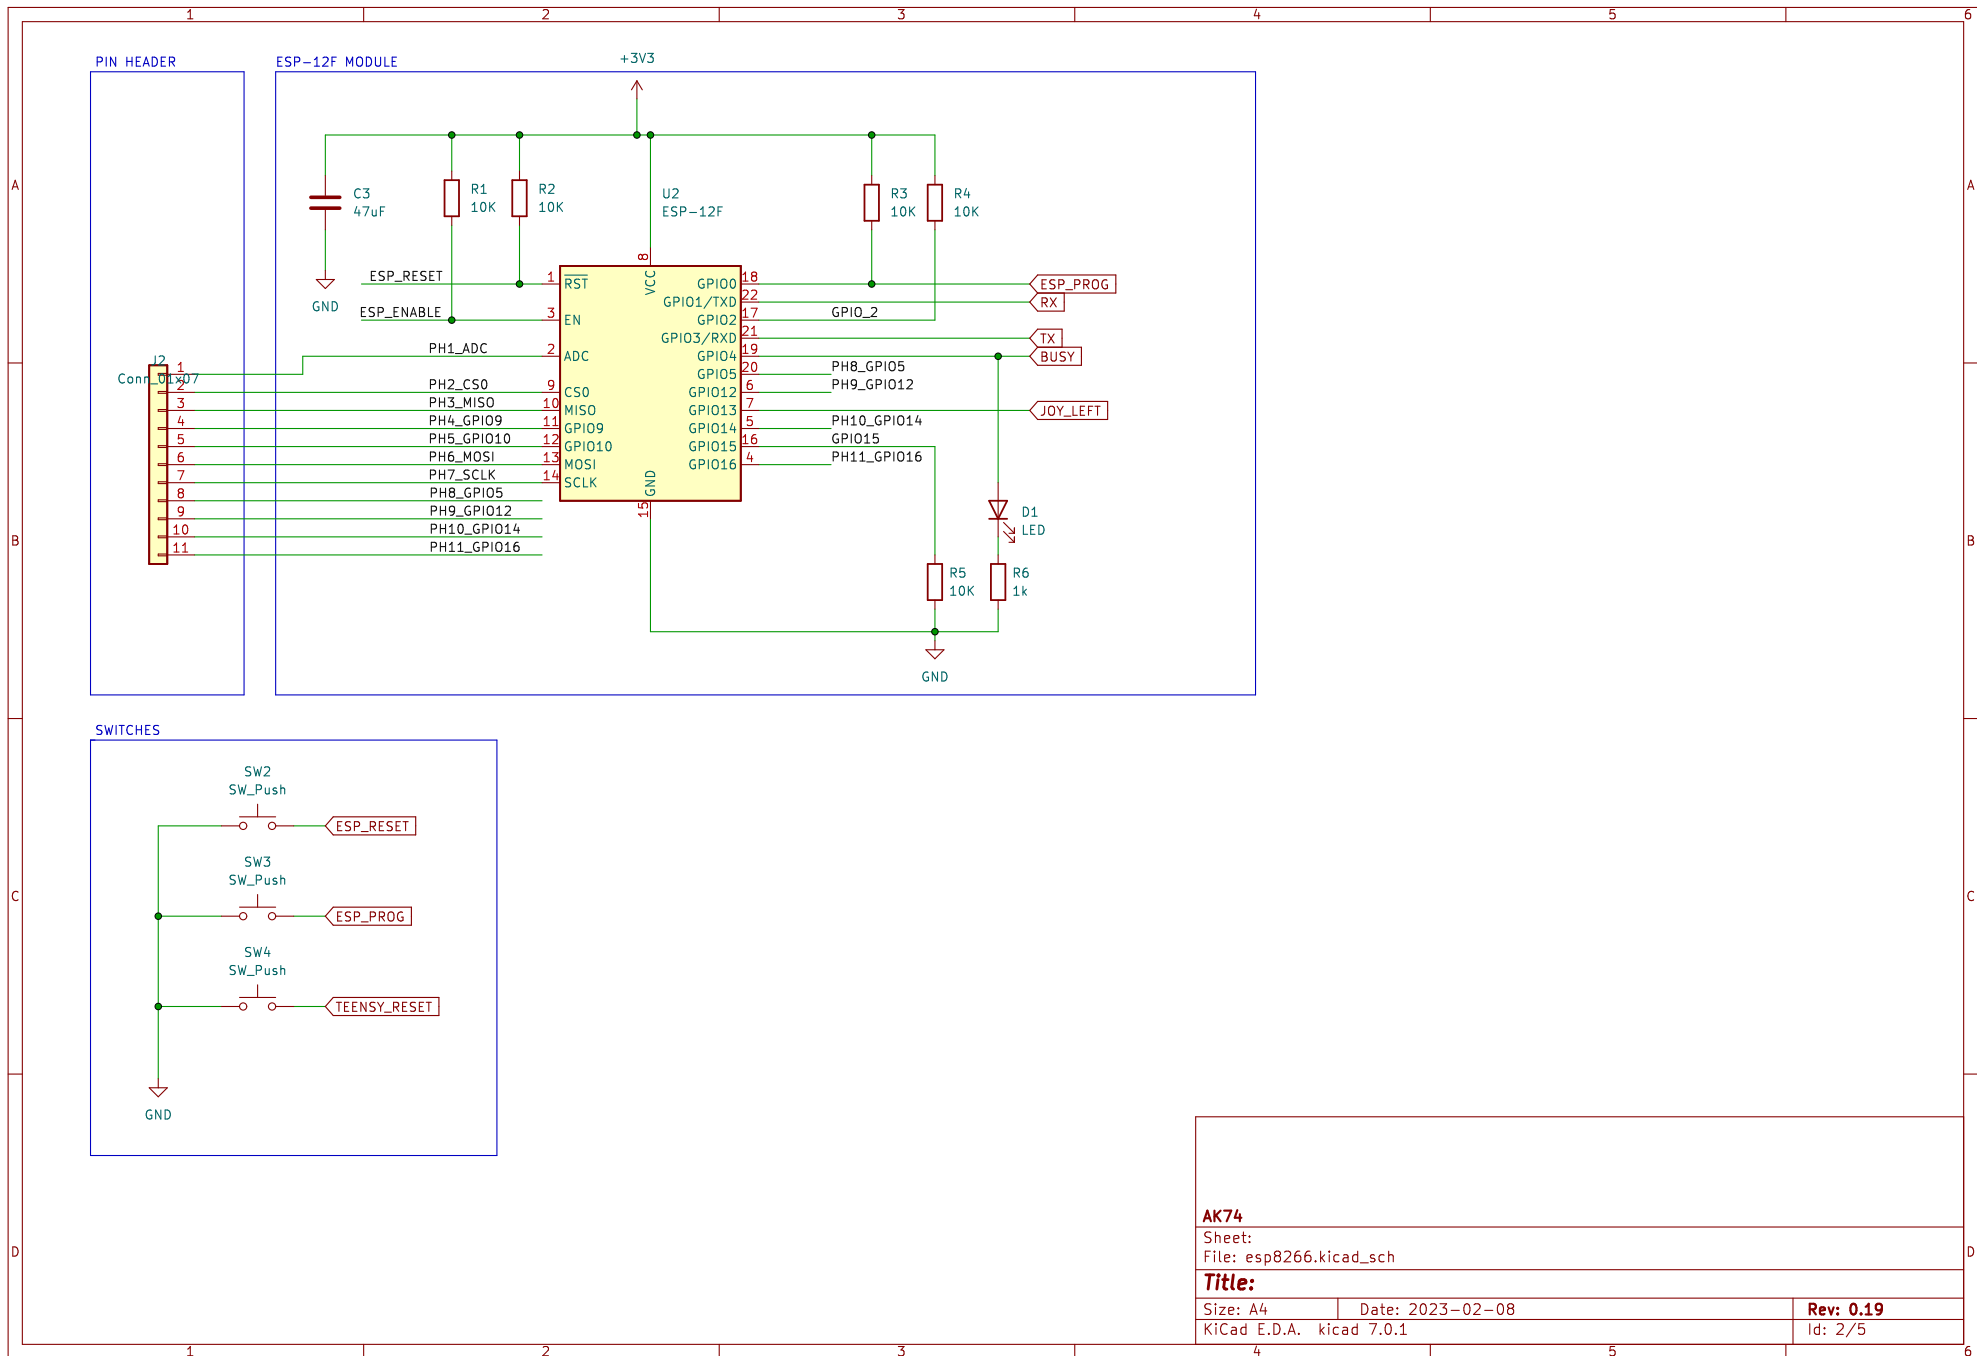 1 2 3 4 5 6
A
B
C
D
PIN HEADER
J2
Conn_01x07
1
2
3
4
5
6
7
8
9
10
11
ESP-12F MODULE
+3V3
C3
47uF
GND
R1
10K
R2
10K
U2
ESP-12F
R3
10K
R4
10K
ESP_RESET
ESP_ENABLE
PH1_ADC
PH2_CS0
PH3_MISO
PH4_GPIO9
PH5_GPIO10
PH6_MOSI
PH7_SCLK
PH8_GPIO5
PH9_GPIO12
PH10_GPIO14
PH11_GPIO16
1 RST
3 EN
2 ADC
9 CS0
10 MISO
11 GPIO9
12 GPIO10
13 MOSI
14 SCLK
8 VCC
GND 15
GPIO0 18
GPIO1/TXD 22
GPIO2 17
GPIO3/RXD 21
GPIO4 19
GPIO5 20
GPIO12 6
GPIO13 7
GPIO14 5
GPIO15 16
GPIO16 4
GPIO_2
PH8_GPIO5
PH9_GPIO12
PH10_GPIO14
GPIO15
PH11_GPIO16
ESP_PROG
RX
TX
BUSY
JOY_LEFT
D1
LED
R5
10K
R6
1k
GND
SWITCHES
SW2
SW_Push
ESP_RESET
SW3
SW_Push
ESP_PROG
SW4
SW_Push
TEENSY_RESET
GND
A
B
C
D
AK74
Sheet:
File: esp8266.kicad_sch
Title:
Size: A4 Date: 2023-02-08 Rev: 0.19
KiCad E.D.A. kicad 7.0.1 Id: 2/5
1 2 3 4 5 6